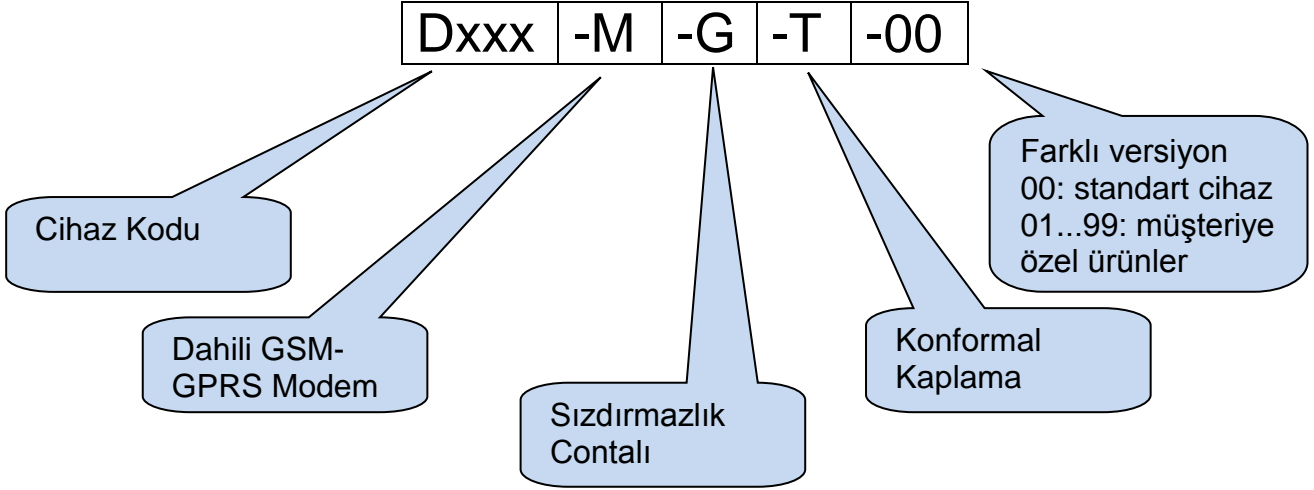 Dxxx -M -G -T -00
Farklı versiyon
00: standart cihaz
01...99: müşteriye
özel ürünler
Cihaz Kodu
Dahili GSM-
GPRS Modem
Konformal
Kaplama
Sızdırmazlık
Contalı